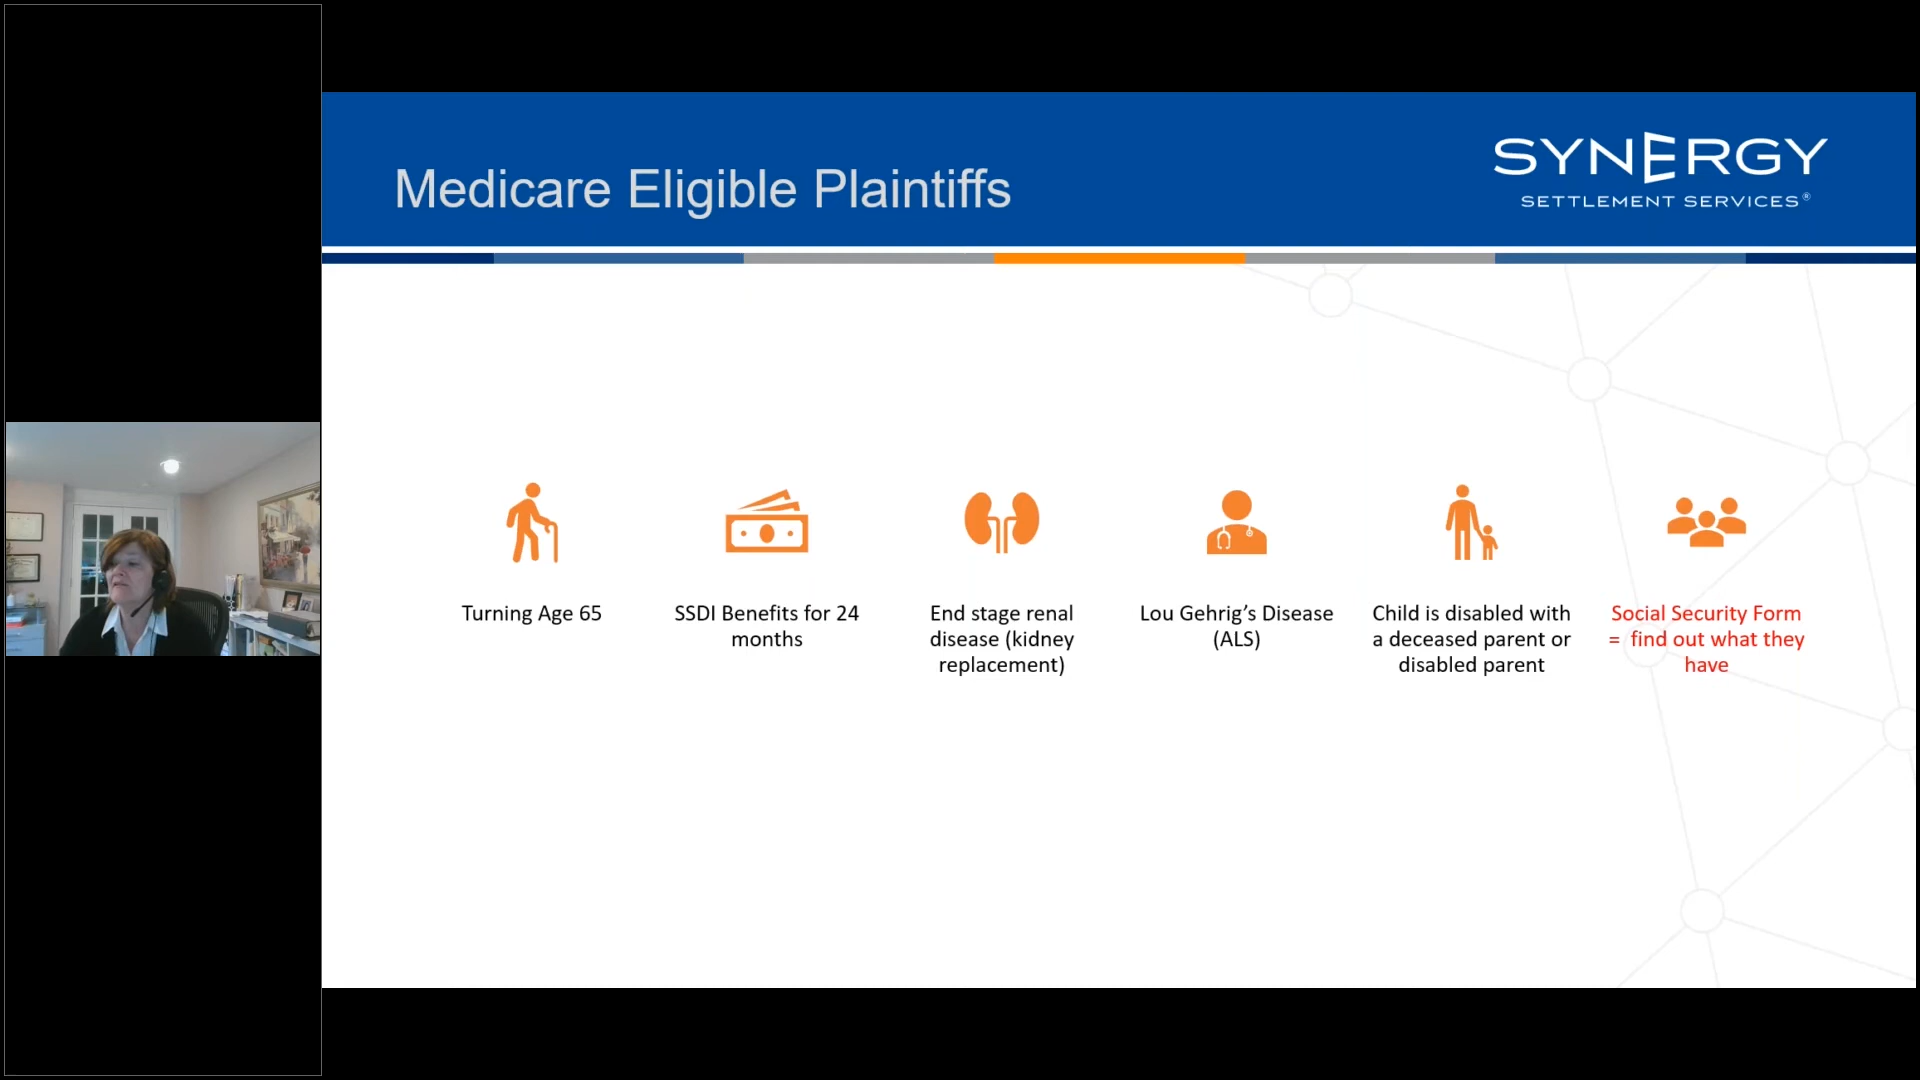 Medicare Eligible Plaintiffs
SYNERGY
SETTLEMENT SERVICES®
Turning Age 65
SSDI Benefits for 24
months
End stage renal
disease (kidney
replacement)
Lou Gehrig’s Disease
(ALS)
Child is disabled with
a deceased parent or
disabled parent
Social Security Form
= find out what they
have